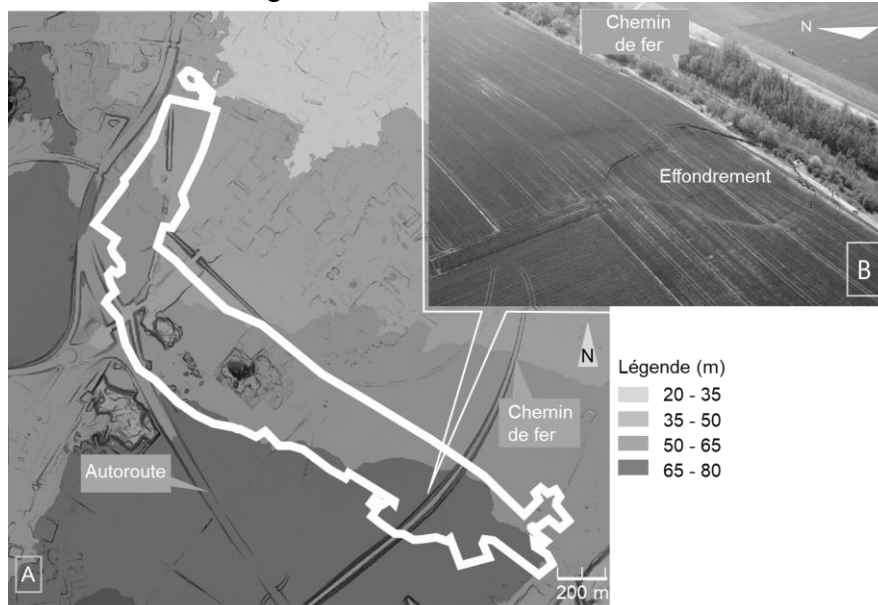 Chemin
de fer
N
Effondrement
B
N
Légende (m)
20 - 35
35 - 50
50 - 65
65 - 80
Chemin
de fer
Autoroute
A
200 m